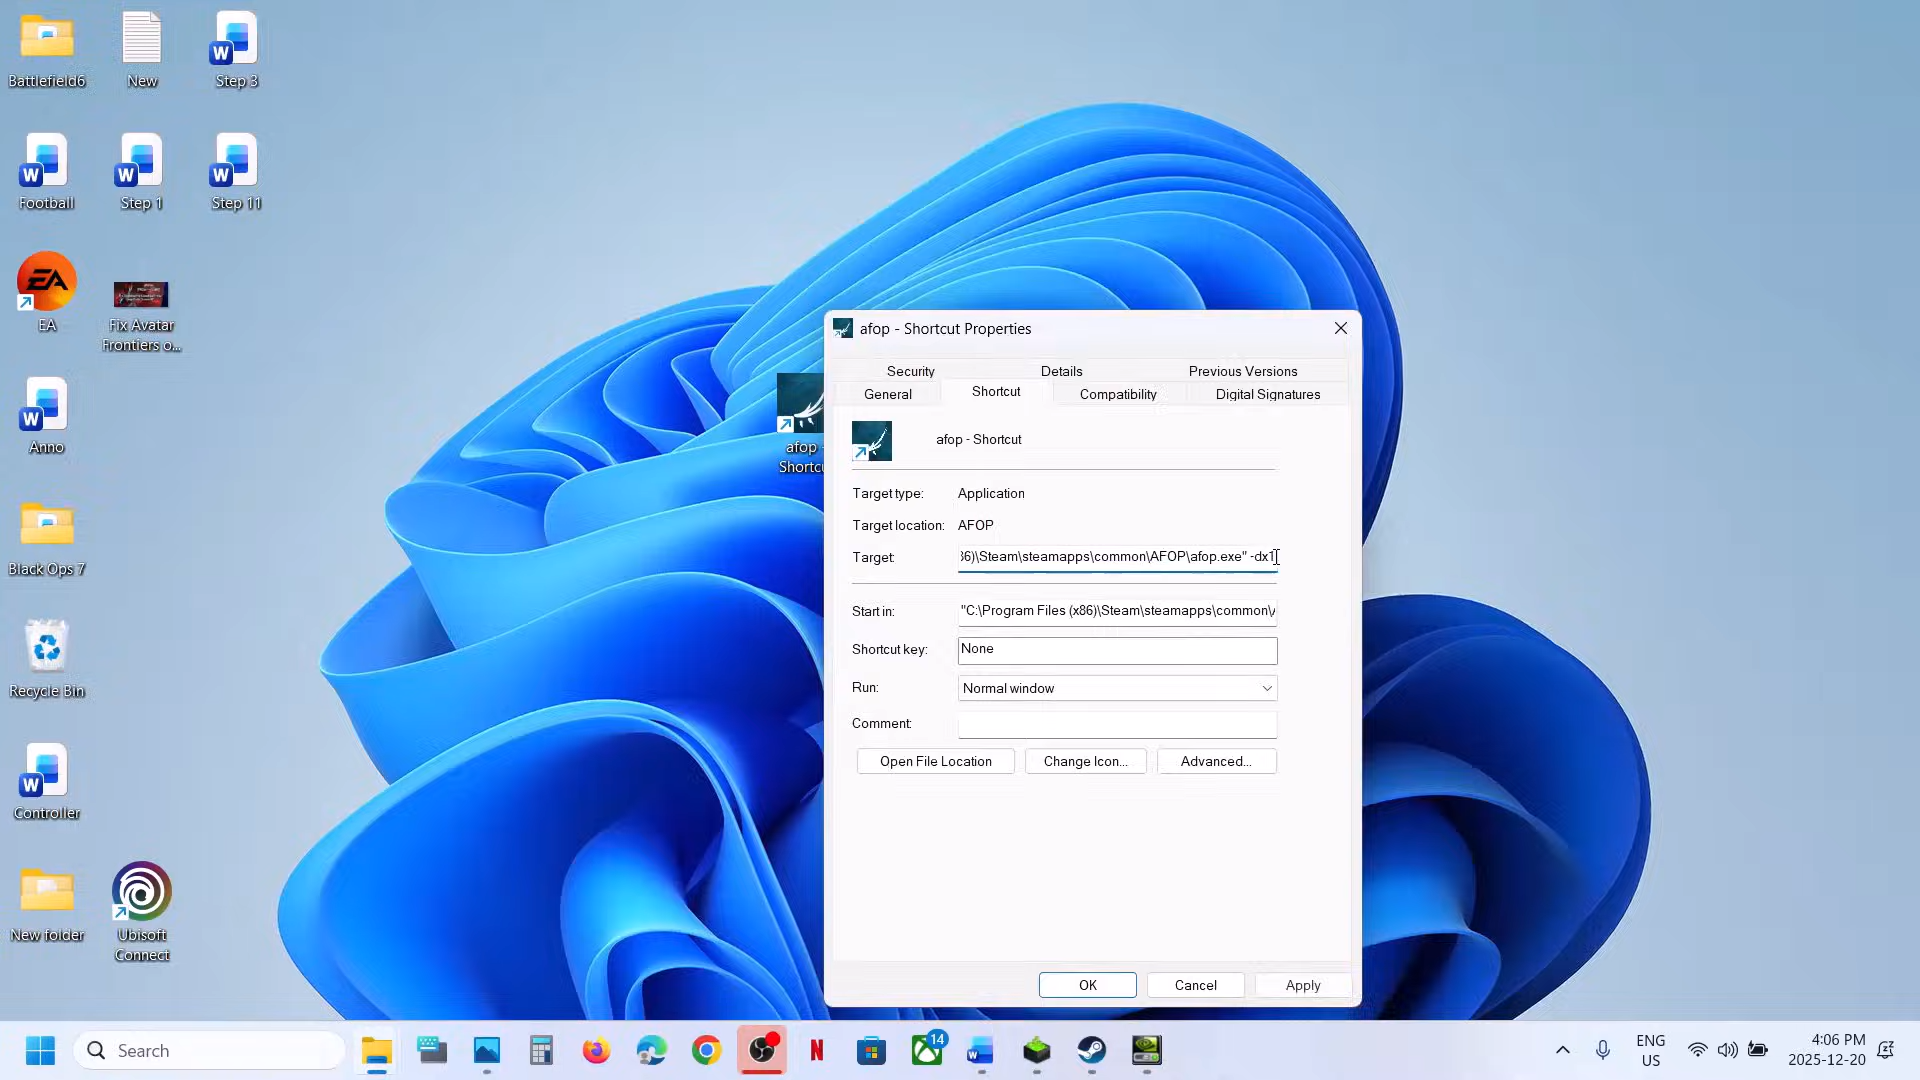 Battlefield6
New
Step 3
Football
Step 1
Step 11
EA
Fix Avatar
Frontiers o...
Anno
Black Ops 7
Recycle Bin
Controller
New folder
Ubisoft
Connect
afop -
Shortcu
afop - Shortcut Properties
Security
Details
Previous Versions
General
Shortcut
Compatibility
Digital Signatures
afop - Shortcut
Target type:
Application
Target location:
AFOP
Target:
36)\Steam\steamapps\common\AFOP\afop.exe" -dx1
Start in:
"C:\Program Files (x86)\Steam\steamapps\common\A
Shortcut key:
None
Run:
Normal window
Comment:
Open File Location
Change Icon...
Advanced...
OK
Cancel
Apply
Search
14
ENG
US
4:06 PM
2025-12-20